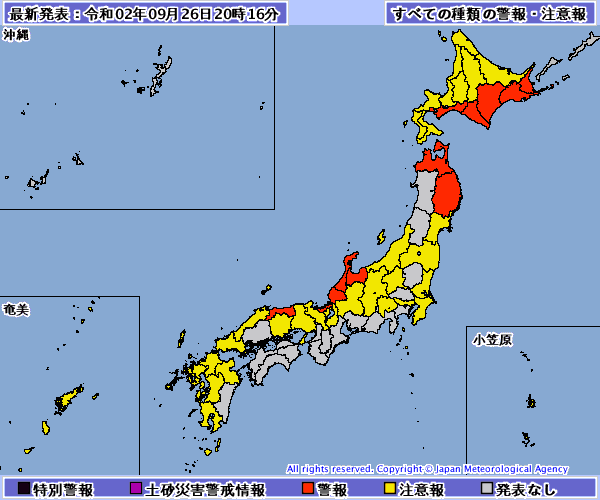 最新発表：令和02年09月26日20時16分
すべての種類の警報・注意報
沖縄
奄美
小笠原
All rights reserved. Copyright © Japan Meteorological Agency
特別警報 土砂災害警戒情報 警報 注意報 発表なし